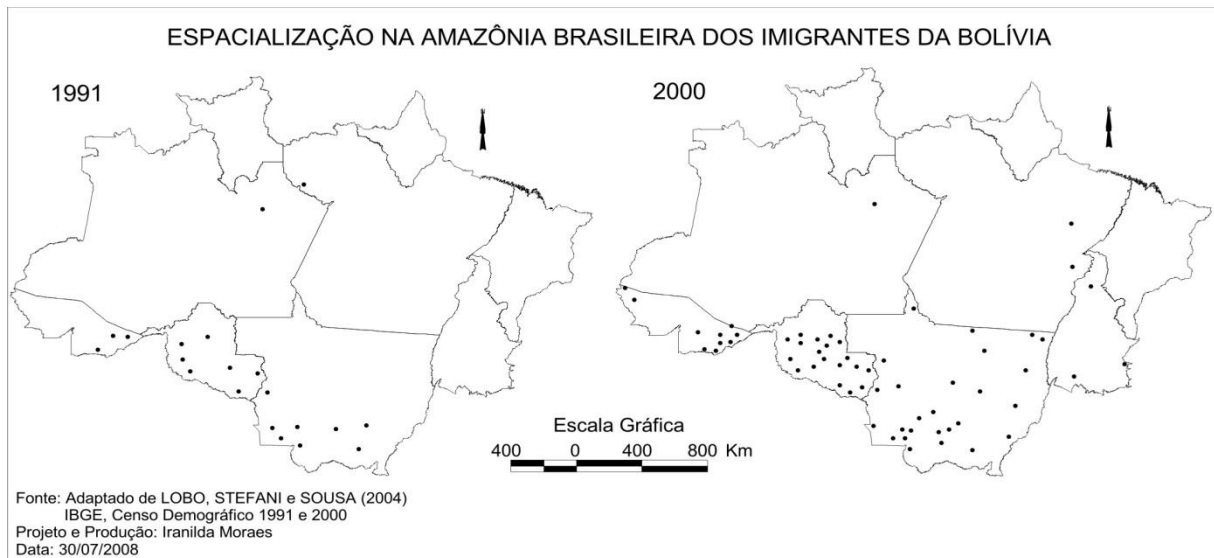 ESPACIALIZAÇÃO NA AMAZÔNIA BRASILEIRA DOS IMIGRANTES DA BOLÍVIA
1991
2000
Escala Gráfica
400 0 400 800 Km
Fonte: Adaptado de LOBO, STEFANI e SOUSA (2004)
IBGE, Censo Demográfico 1991 e 2000
Projeto e Produção: Iranilda Moraes
Data: 30/07/2008